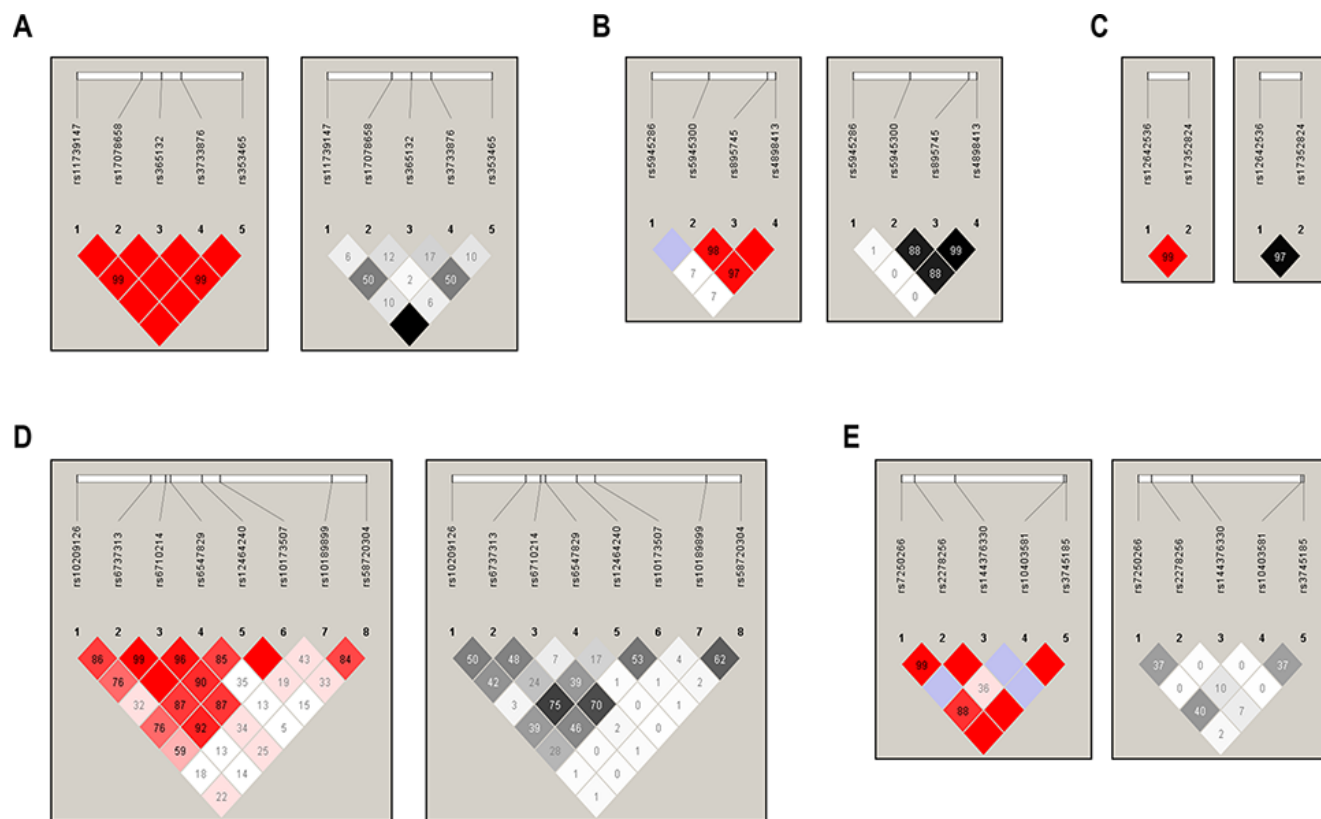 A
rs11739147
rs17078658
rs365132
rs3733876
rs353465
1 2 3 4 5
99 99
rs11739147
rs17078658
rs365132
rs3733876
rs353465
1 2 3 4 5
6 12 17 10
50 2 50
10 6
B
rs5945286
rs5945300
rs895745
rs4898413
1 2 3 4
98
7 97
7
rs5945286
rs5945300
rs895745
rs4898413
1 2 3 4
1 88 99
0 88
0
C
rs12642536
rs17352824
1 2
99
rs12642536
rs17352824
1 2
97
D
rs10209126
rs6737313
rs6710214
rs6547829
rs12464240
rs10173507
rs10189899
rs58720304
1 2 3 4 5 6 7 8
86 99 96 85 43 84
76 90 35 19 33
32 87 87 13 15
76 92 34 5
59 13 25
18 14
22
rs10209126
rs6737313
rs6710214
rs6547829
rs12464240
rs10173507
rs10189899
rs58720304
1 2 3 4 5 6 7 8
50 48 7 17 53 4 62
42 24 39 1 1 2
3 75 70 0 1
39 46 2 0
28 0 1
1 0
1
E
rs7250266
rs2278256
rs144376330
rs10403581
rs3745185
1 2 3 4 5
99
36
88
rs7250266
rs2278256
rs144376330
rs10403581
rs3745185
1 2 3 4 5
37 0 0 37
0 10 0
40 7
2